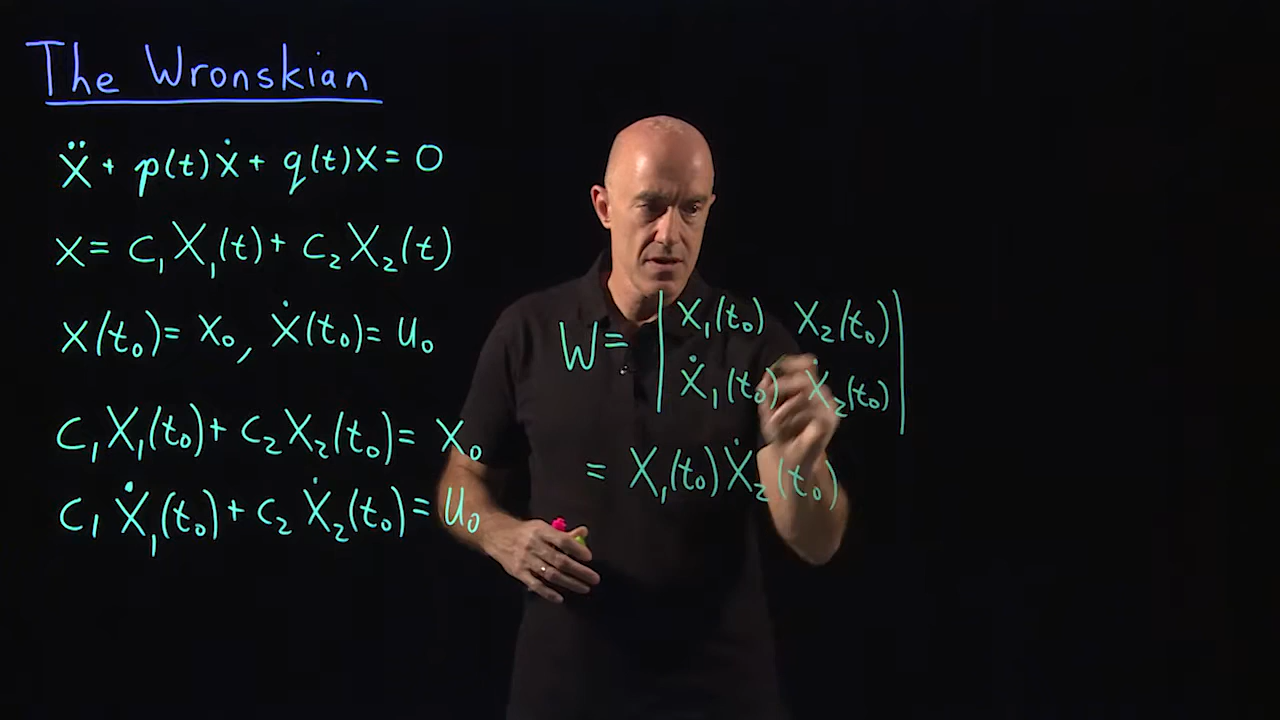 The Wronskian
Ẍ + p(t)Ẋ + q(t)X = 0
X = C₁X₁(t) + C₂X₂(t)
X(t₀) = X₀, Ẋ(t₀) = u₀
C₁X₁(t₀) + C₂X₂(t₀) = X₀
C₁Ẋ₁(t₀) + C₂Ẋ₂(t₀) = u₀
W = | X₁(t₀) X₂(t₀) |
| Ẋ₁(t₀) Ẋ₂(t₀) |
= X₁(t₀)Ẋ₂(t₀)